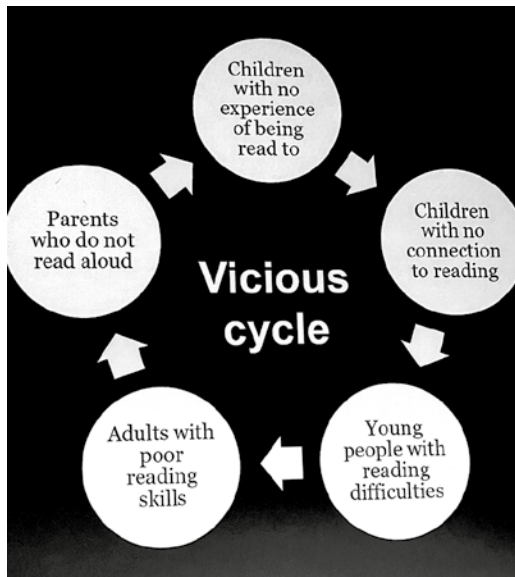 Children
with no
experience
of being
read to
Children
with no
connection
to reading
Young
people with
reading
difficulties
Adults with
poor
reading
skills
Parents
who do not
read aloud
Vicious
cycle